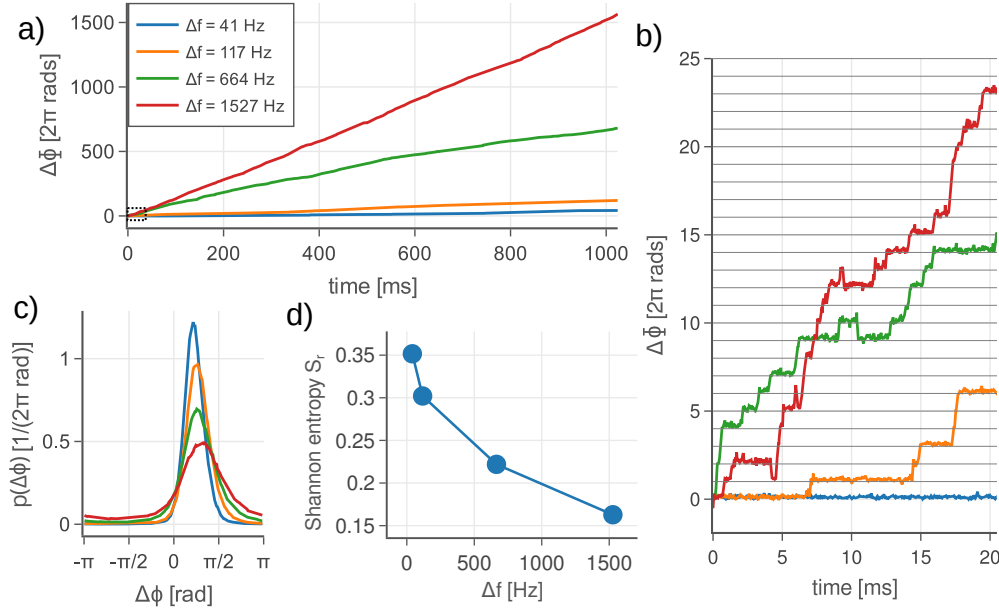 a)
1500
1000
500
0
ΔΦ [2π rads]
Δf = 41 Hz
Δf = 117 Hz
Δf = 664 Hz
Δf = 1527 Hz
0
200
400
600
800
1000
time [ms]
b)
25
20
15
10
5
0
ΔΦ [2π rads]
0
5
10
15
20
time [ms]
c)
1
0.5
0
p(Δϕ) [1/(2π rad)]
-π
-π/2
0
π/2
π
Δϕ [rad]
d)
0.35
0.30
0.25
0.20
0.15
Shannon entropy Sᵣ
0
500
1000
1500
Δf [Hz]